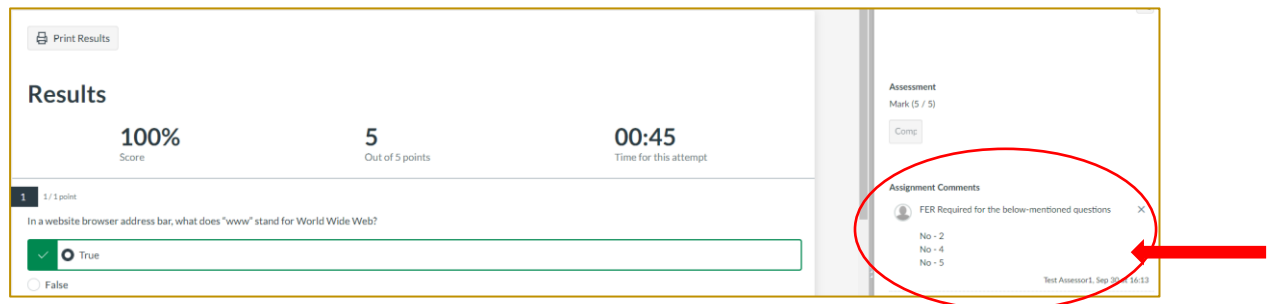 Print Results
Results
100%
Score
5
Out of 5 points
00:45
Time for this attempt
1
1 / 1 point
In a website browser address bar, what does "www" stand for World Wide Web?
True
False
Assessment
Mark (5 / 5)
Comp
Assignment Comments
FER Required for the below-mentioned questions
No - 2
No - 4
No - 5
Test Assessor1, Sep 30 at 16:13